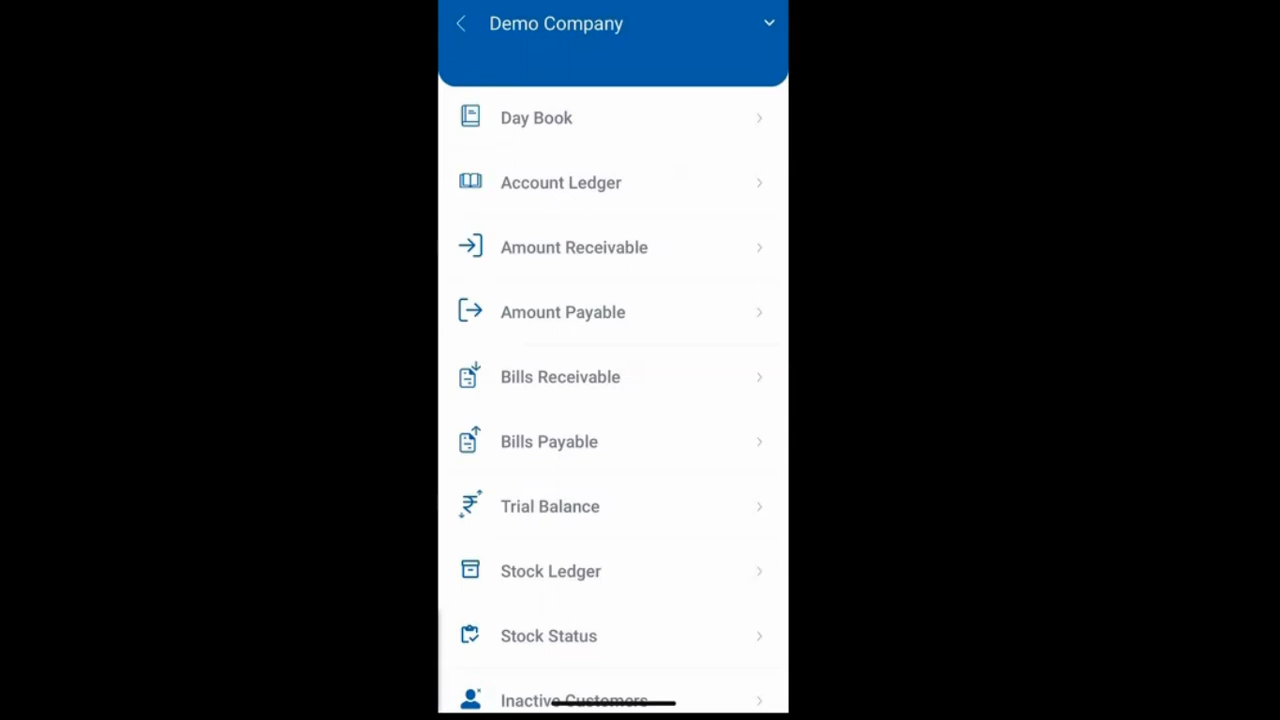 Demo Company
Day Book
Account Ledger
Amount Receivable
Amount Payable
Bills Receivable
Bills Payable
Trial Balance
Stock Ledger
Stock Status
Inactive Customers